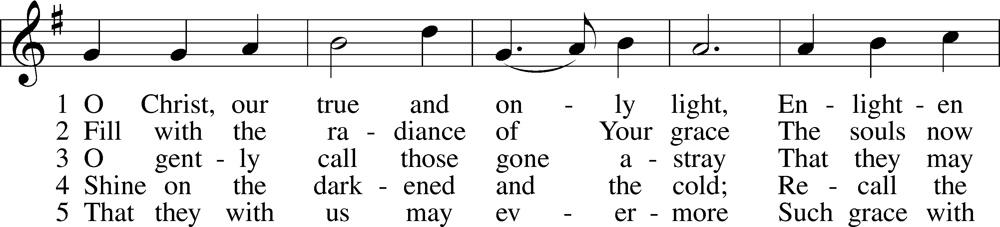 1 O Christ, our true and on - ly light, En - light - en
2 Fill with the ra - diance of Your grace The souls now
3 O gent - ly call those gone a - stray That they may
4 Shine on the dark - ened and the cold; Re - call the
5 That they with us may ev - er - more Such grace with